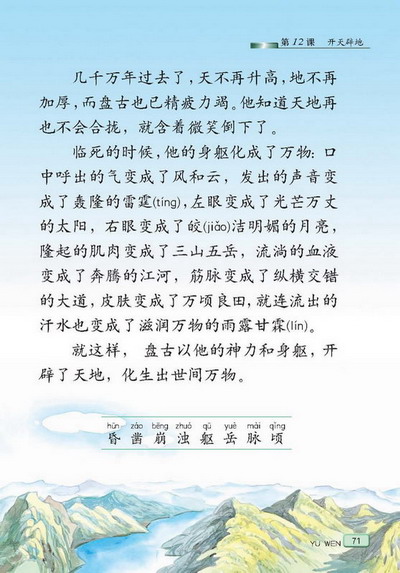 第12课 开天辟地
几千万年过去了，天不再升高，地不再
加厚，而盘古也已精疲力竭。他知道天地再
也不会合拢，就含着微笑倒下了。
临死的时候，他的身躯化成了万物：口
中呼出的气变成了风和云，发出的声音变
成了轰隆的雷霆(tíng)，左眼变成了光芒万丈
的太阳，右眼变成了皎(jiǎo)洁明媚的月亮，
隆起的肌肉变成了三山五岳，流淌的血液
变成了奔腾的江河，筋脉变成了纵横交错
的大道，皮肤变成了万顷良田，就连流出的
汗水也变成了滋润万物的雨露甘霖(lín)。
就这样， 盘古以他的神力和身躯，开
辟了天地，化生出世间万物。
hūn záo bēng zhuó qū yuè mài qǐng
昏 凿 崩 浊 躯 岳 脉 顷
YU WEN 71